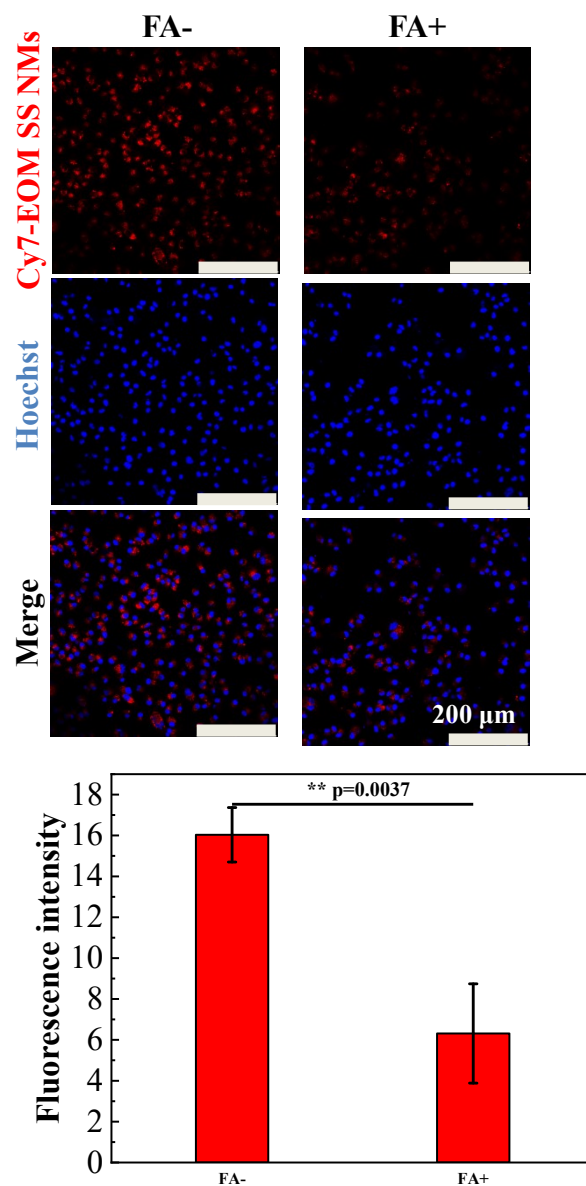 FA- FA+
Cy7-EOM SS NMs
Hoechst
Merge
200 μm
** p=0.0037
Fluorescence intensity
18
16
14
12
10
8
6
4
2
0
FA- FA+